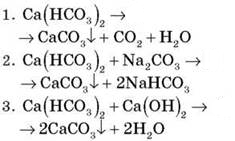 1. Ca(HCO₃)₂ →
→ CaCO₃↓ + CO₂ + H₂O
2. Ca(HCO₃)₂ + Na₂CO₃ →
→ CaCO₃↓ + 2NaHCO₃
3. Ca(HCO₃)₂ + Ca(OH)₂ →
→ 2CaCO₃↓ + 2H₂O